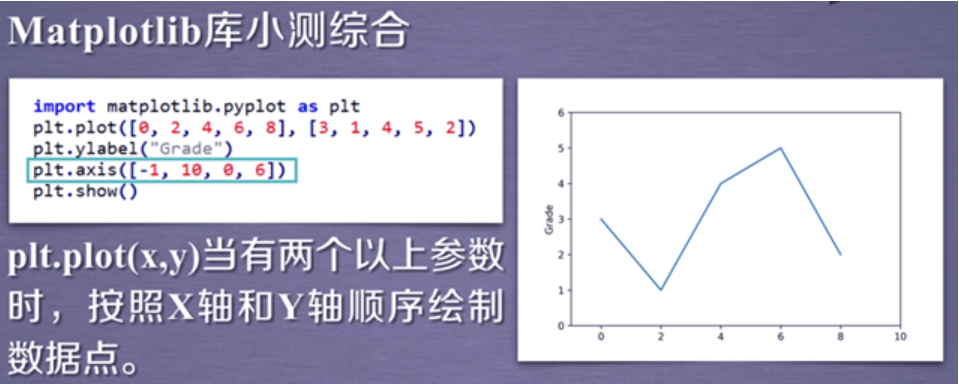 Matplotlib库小测综合
import matplotlib.pyplot as plt
plt.plot([0, 2, 4, 6, 8], [3, 1, 4, 5, 2])
plt.ylabel("Grade")
plt.axis([-1, 10, 0, 6])
plt.show()
plt.plot(x,y)当有两个以上参数
时，按照X轴和Y轴顺序绘制
数据点。
6
5
4
3
2
1
0
Grade
0 2 4 6 8 10